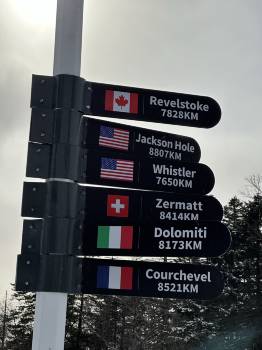 Revelstoke
7828KM
Jackson Hole
8807KM
Whistler
7650KM
Zermatt
8414KM
Dolomiti
8173KM
Courchevel
8521KM